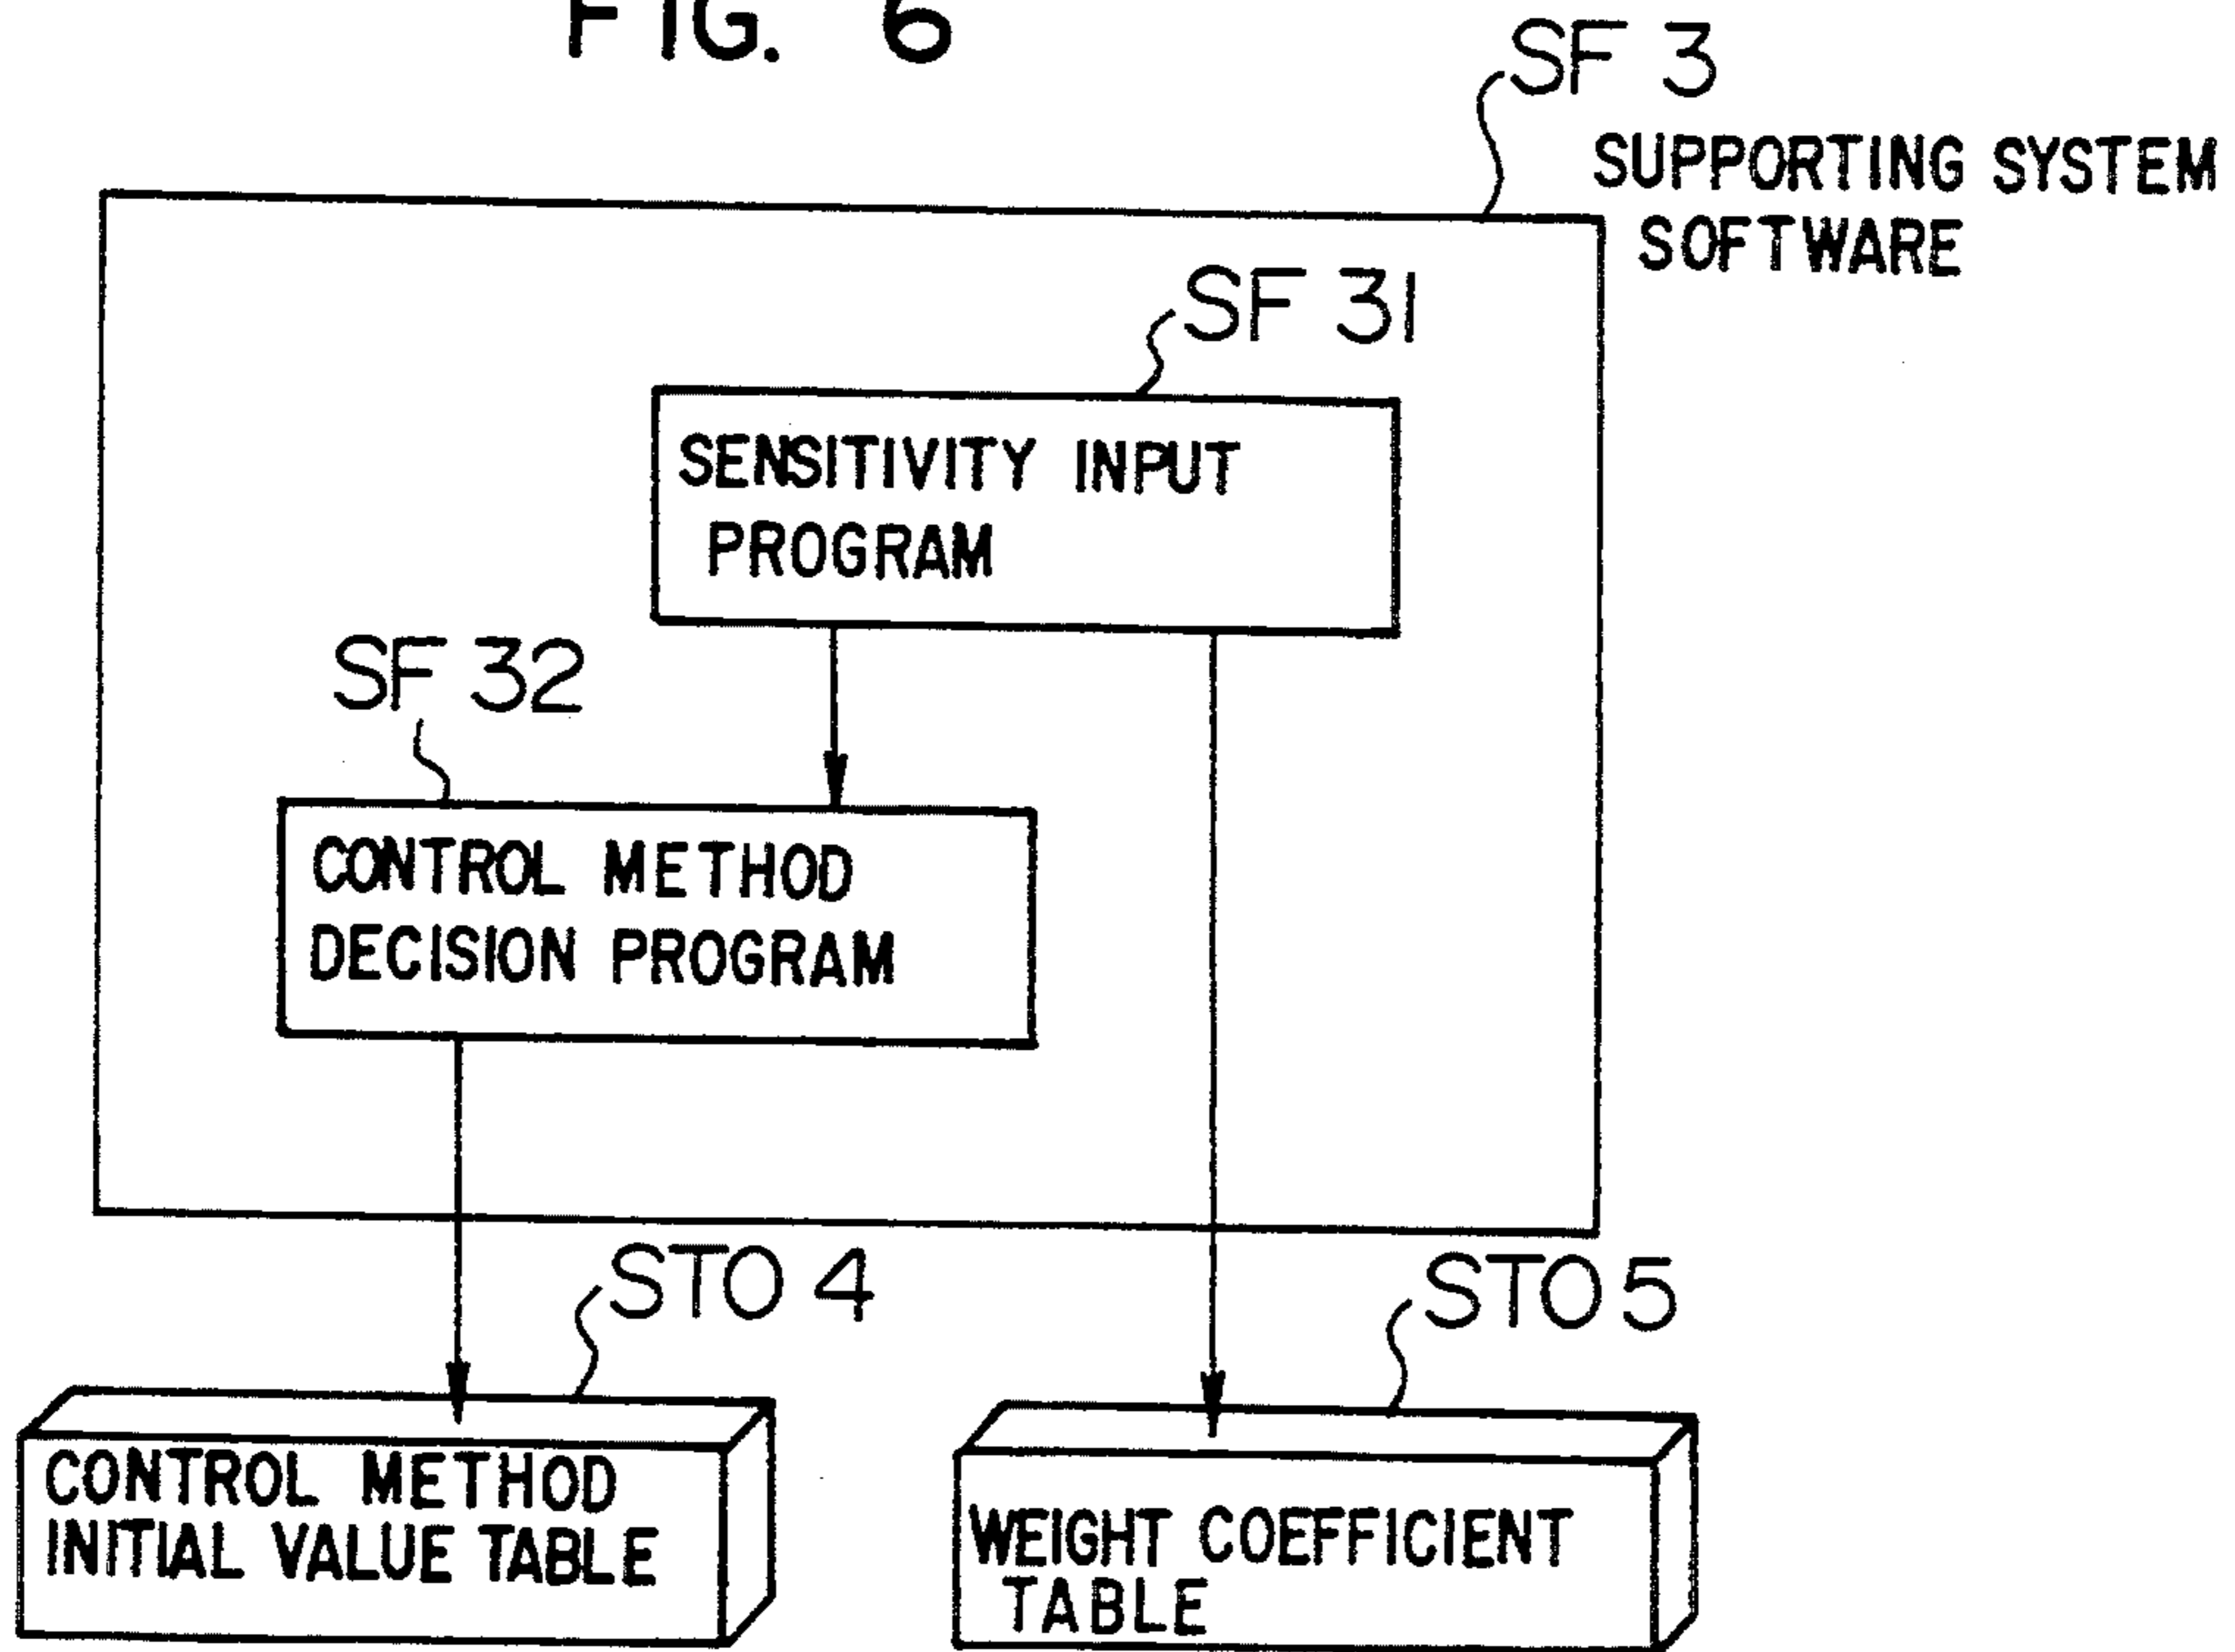 FIG. 6
SF 3
SUPPORTING SYSTEM
SOFTWARE
SF 31
SENSITIVITY INPUT
PROGRAM
SF 32
CONTROL METHOD
DECISION PROGRAM
STO 4
STO 5
CONTROL METHOD
INITIAL VALUE TABLE
WEIGHT COEFFICIENT
TABLE